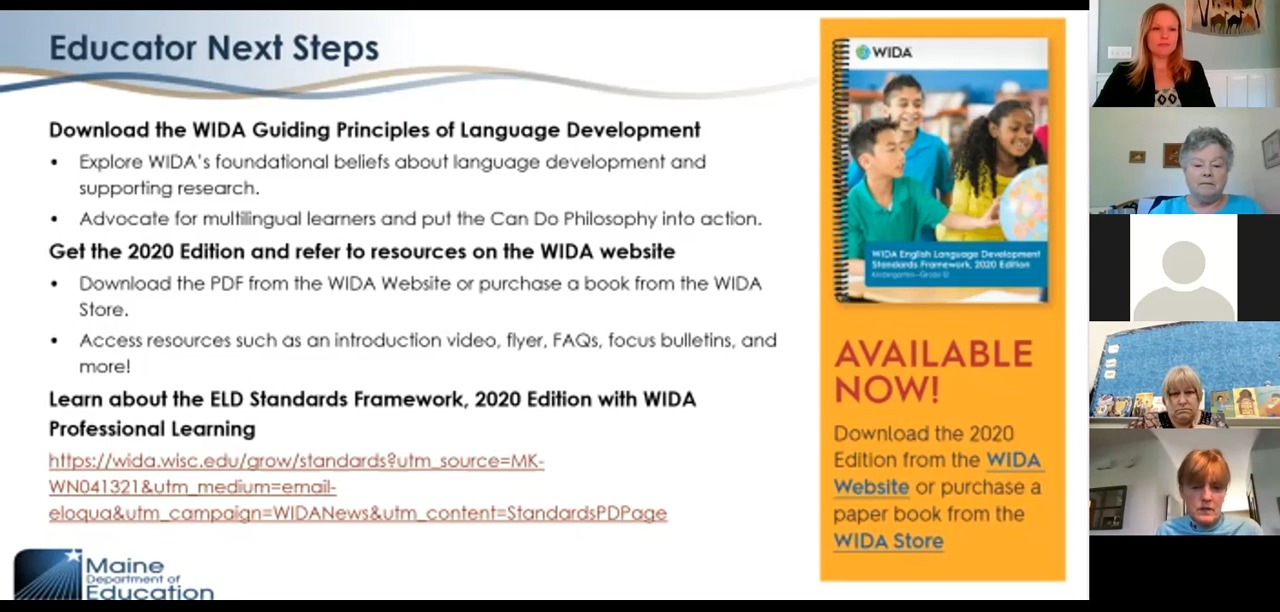 Educator Next Steps
Download the WIDA Guiding Principles of Language Development
• Explore WIDA's foundational beliefs about language development and
supporting research.
• Advocate for multilingual learners and put the Can Do Philosophy into action.
Get the 2020 Edition and refer to resources on the WIDA website
• Download the PDF from the WIDA Website or purchase a book from the WIDA
Store.
• Access resources such as an introduction video, flyer, FAQs, focus bulletins, and
more!
Learn about the ELD Standards Framework, 2020 Edition with WIDA
Professional Learning
https://wida.wisc.edu/grow/standards?utm_source=MK-
WN041321&utm_medium=email-
eloqua&utm_campaign=WIDANews&utm_content=StandardsPDPage
Maine
Department of
Education
WIDA
WIDA English Language Development
Standards Framework, 2020 Edition
Kindergarten—Grade 12
AVAILABLE
NOW!
Download the 2020
Edition from the WIDA
Website or purchase a
paper book from the
WIDA Store